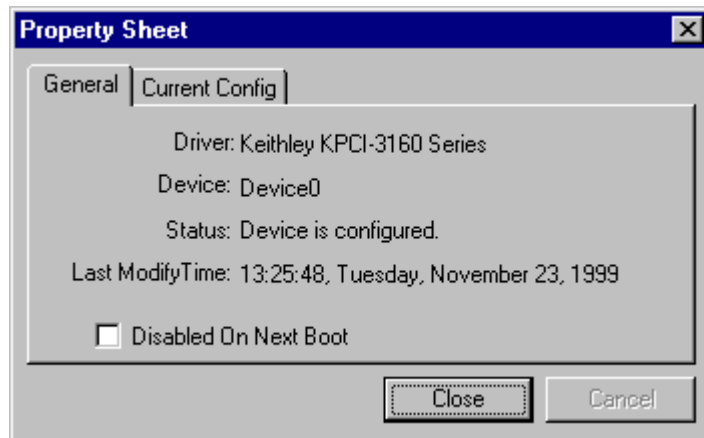 Property Sheet
General Current Config
Driver: Keithley KPCI-3160 Series
Device: Device0
Status: Device is configured.
Last ModifyTime: 13:25:48, Tuesday, November 23, 1999
Disabled On Next Boot
Close Cancel